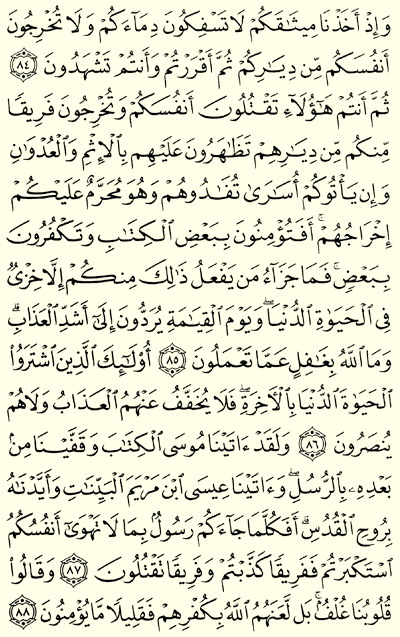 وَإِذْ أَخَذْنَا مِيثَٰقَكُمْ لَا تَسْفِكُونَ دِمَآءَكُمْ وَلَا تُخْرِجُونَ
أَنفُسَكُم مِّن دِيَٰرِكُمْ ثُمَّ أَقْرَرْتُمْ وَأَنتُمْ تَشْهَدُونَ ٨٤
ثُمَّ أَنتُمْ هَٰٓؤُلَآءِ تَقْتُلُونَ أَنفُسَكُمْ وَتُخْرِجُونَ فَرِيقًا
مِّنكُم مِّن دِيَٰرِهِمْ تَظَٰهَرُونَ عَلَيْهِم بِٱلْإِثْمِ وَٱلْعُدْوَٰنِ
وَإِن يَأْتُوكُمْ أُسَٰرَىٰ تُفَٰدُوهُمْ وَهُوَ مُحَرَّمٌ عَلَيْكُمْ
إِخْرَاجُهُمْ ۚ أَفَتُؤْمِنُونَ بِبَعْضِ ٱلْكِتَٰبِ وَتَكْفُرُونَ
بِبَعْضٍ ۚ فَمَا جَزَآءُ مَن يَفْعَلُ ذَٰلِكَ مِنكُمْ إِلَّا خِزْىٌ
فِى ٱلْحَيَوٰةِ ٱلدُّنْيَا ۖ وَيَوْمَ ٱلْقِيَٰمَةِ يُرَدُّونَ إِلَىٰٓ أَشَدِّ ٱلْعَذَابِ ۗ
وَمَا ٱللَّهُ بِغَٰفِلٍ عَمَّا تَعْمَلُونَ ٨٥ أُو۟لَٰٓئِكَ ٱلَّذِينَ ٱشْتَرَوُا۟
ٱلْحَيَوٰةَ ٱلدُّنْيَا بِٱلْأَخِرَةِ ۖ فَلَا يُخَفَّفُ عَنْهُمُ ٱلْعَذَابُ وَلَا هُمْ
يُنصَرُونَ ٨٦ وَلَقَدْ ءَاتَيْنَا مُوسَى ٱلْكِتَٰبَ وَقَفَّيْنَا مِنۢ
بَعْدِهِۦ بِٱلرُّسُلِ ۖ وَءَاتَيْنَا عِيسَى ٱبْنَ مَرْيَمَ ٱلْبَيِّنَٰتِ وَأَيَّدْنَٰهُ
بِرُوحِ ٱلْقُدُسِ ۗ أَفَكُلَّمَا جَآءَكُمْ رَسُولٌۢ بِمَا لَا تَهْوَىٰٓ أَنفُسُكُمُ
ٱسْتَكْبَرْتُمْ فَفَرِيقًا كَذَّبْتُمْ وَفَرِيقًا تَقْتُلُونَ ٨٧ وَقَالُوا۟
قُلُوبُنَا غُلْفٌۢ ۚ بَل لَّعَنَهُمُ ٱللَّهُ بِكُفْرِهِمْ فَقَلِيلًا مَّا يُؤْمِنُونَ ٨٨